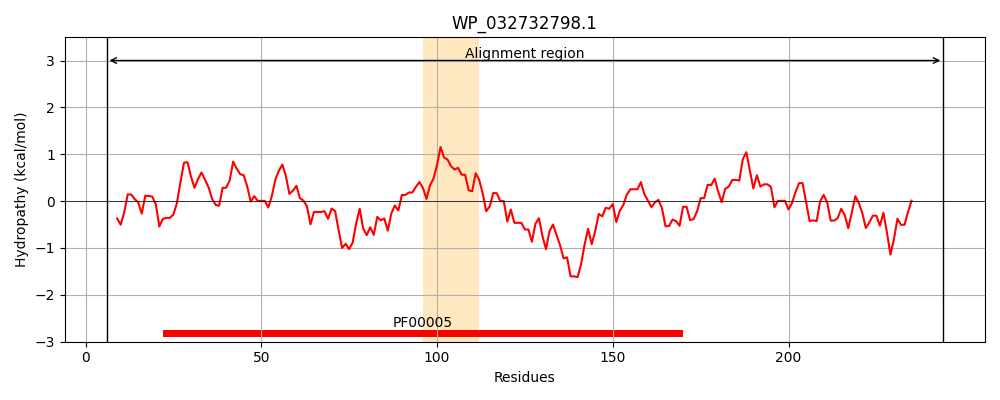 WP_032732798.1
Alignment region
Hydropathy (kcal/mol)
3
2
1
0
−1
−2
−3
PF00005
0
50
100
150
200
Residues